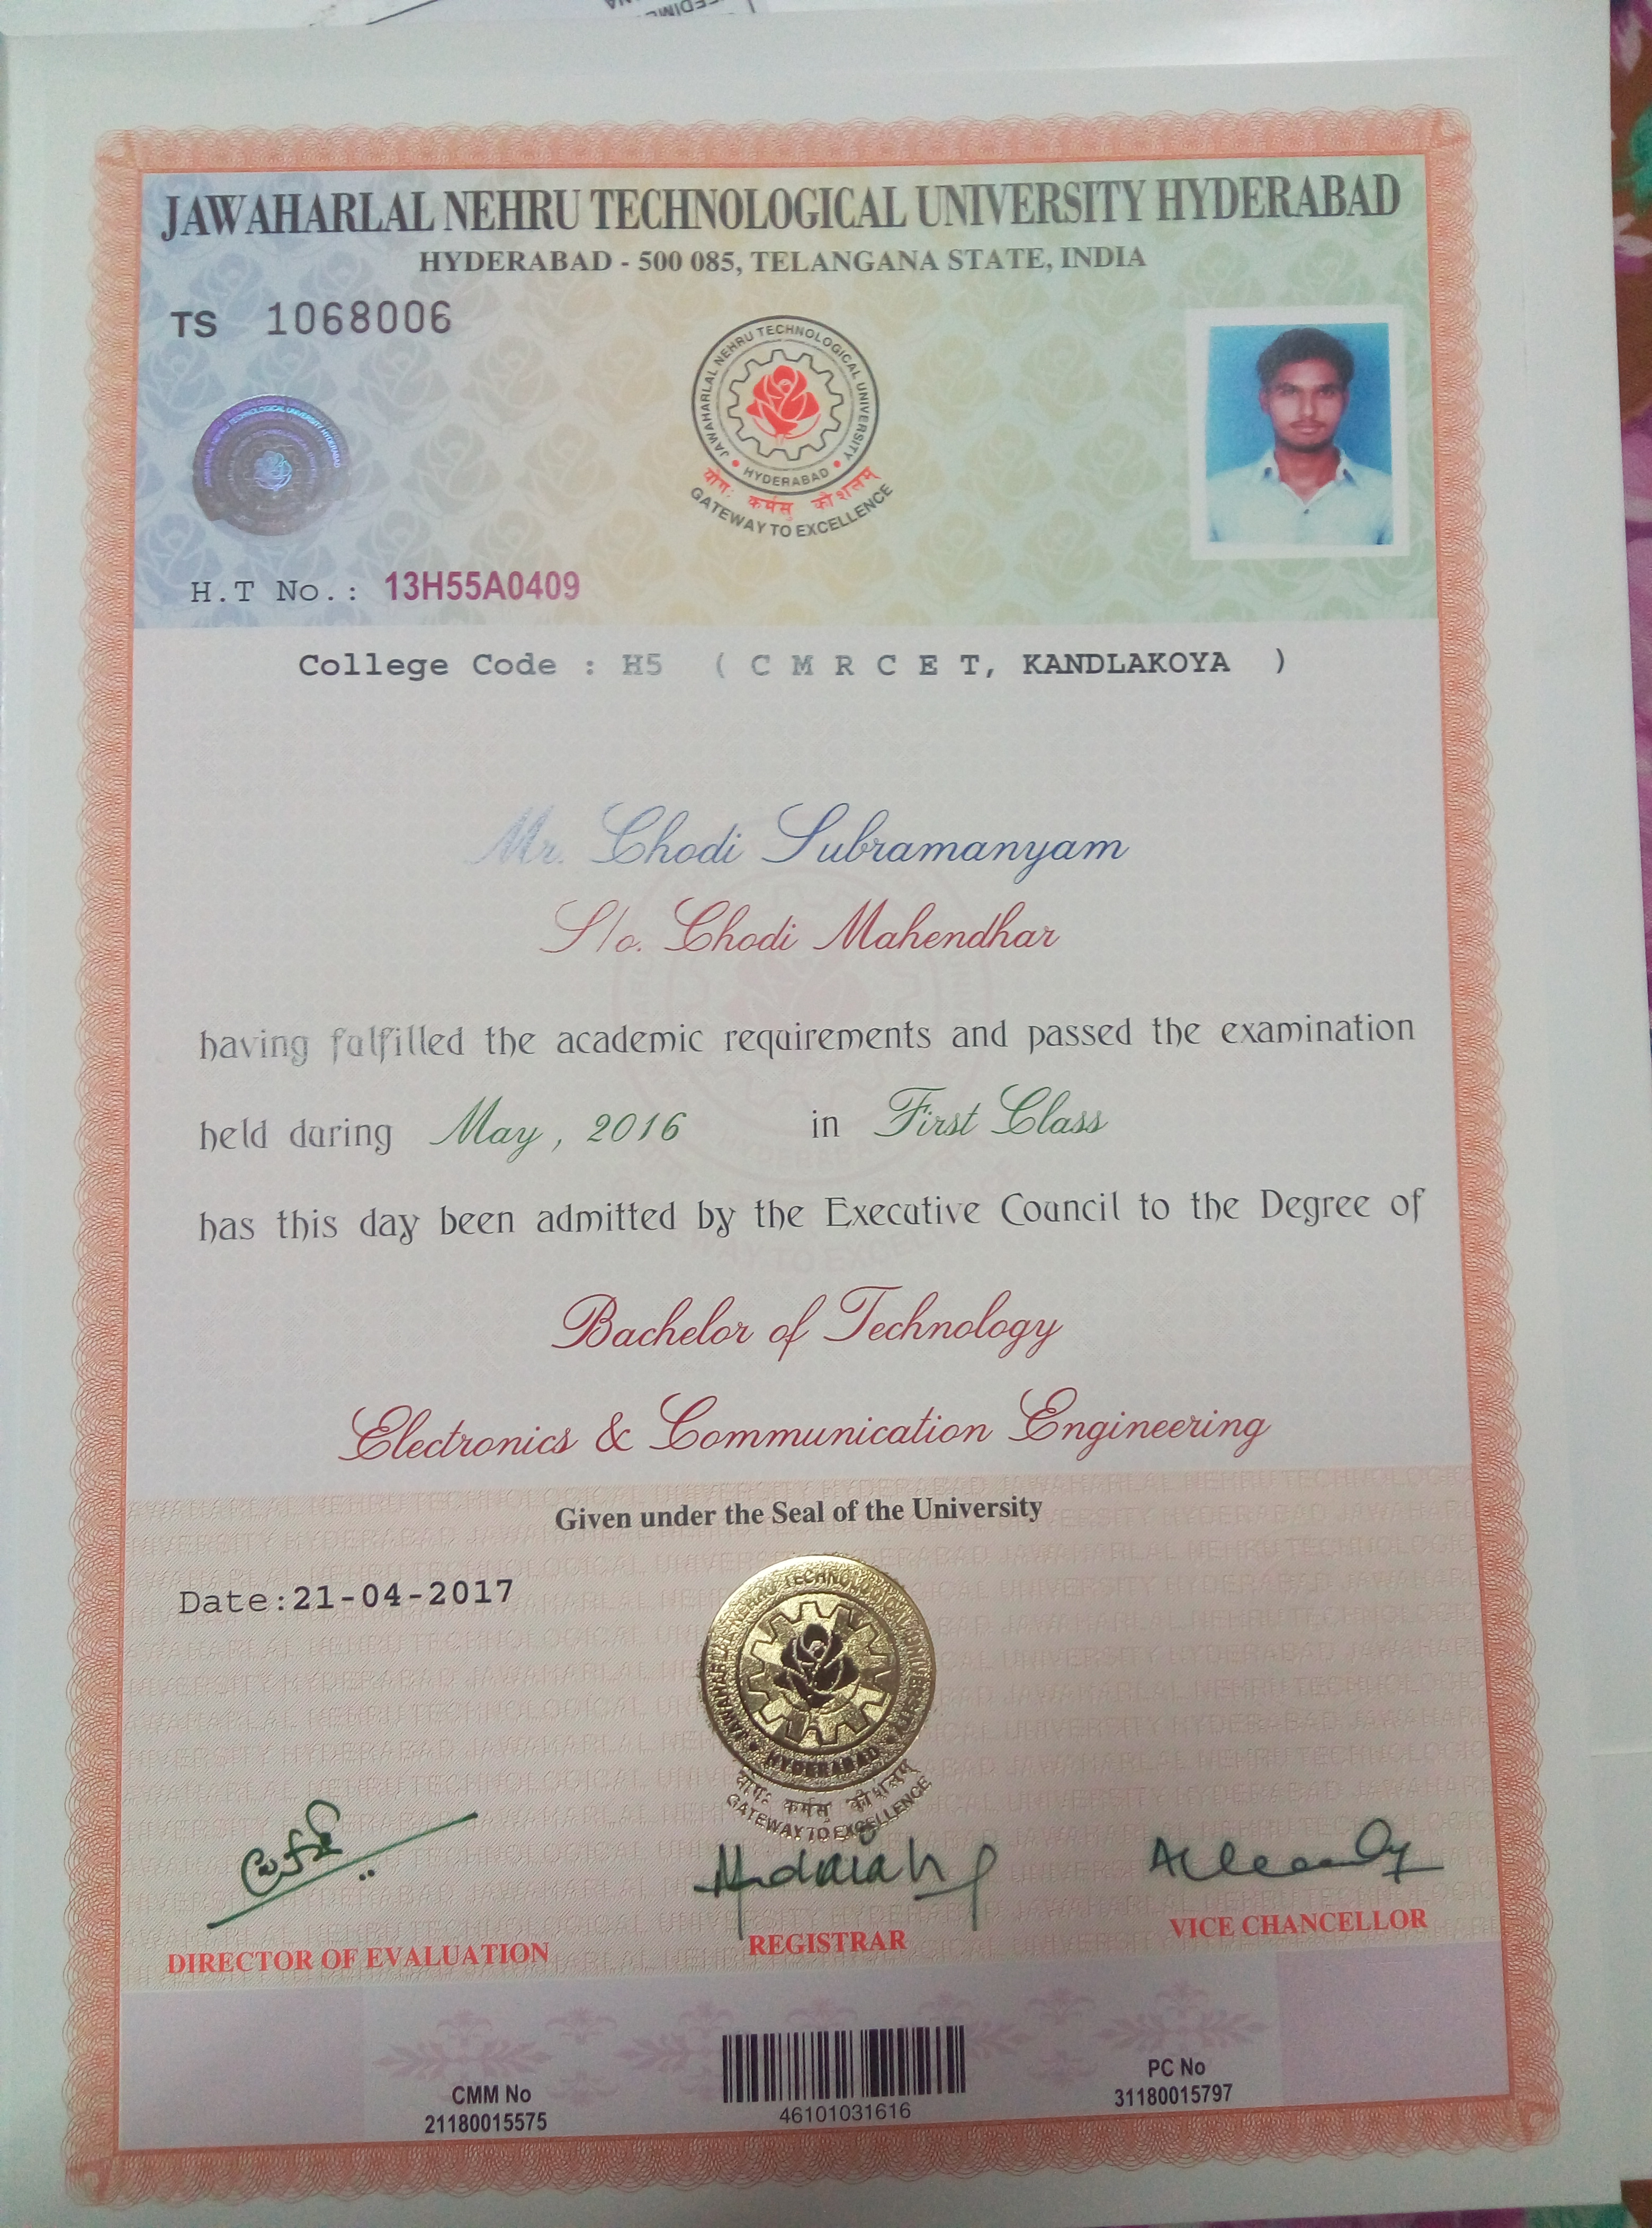 JAWAHARLAL NEHRU TECHNOLOGICAL UNIVERSITY HYDERABAD
HYDERABAD - 500 085, TELANGANA STATE, INDIA
TS 1068006
JAWAHARLAL NEHRU TECHNOLOGICAL UNIVERSITY
HYDERABAD
योगः कर्मसु कौशलम्
GATEWAY TO EXCELLENCE
H.T No.: 13H55A0409
College Code : H5 ( C M R C E T, KANDLAKOYA )
Mr. Chodi Subramanyam
S/o. Chodi Mahendhar
having fulfilled the academic requirements and passed the examination
held during May, 2016 in First Class
has this day been admitted by the Executive Council to the Degree of
Bachelor of Technology
Electronics & Communication Engineering
Given under the Seal of the University
Date:21-04-2017
JAWAHARLAL NEHRU TECHNOLOGICAL UNIVERSITY
HYDERABAD
योगः कर्मसु कौशलम्
GATEWAY TO EXCELLENCE
DIRECTOR OF EVALUATION
REGISTRAR
VICE CHANCELLOR
CMM No
21180015575
46101031616
PC No
31180015797